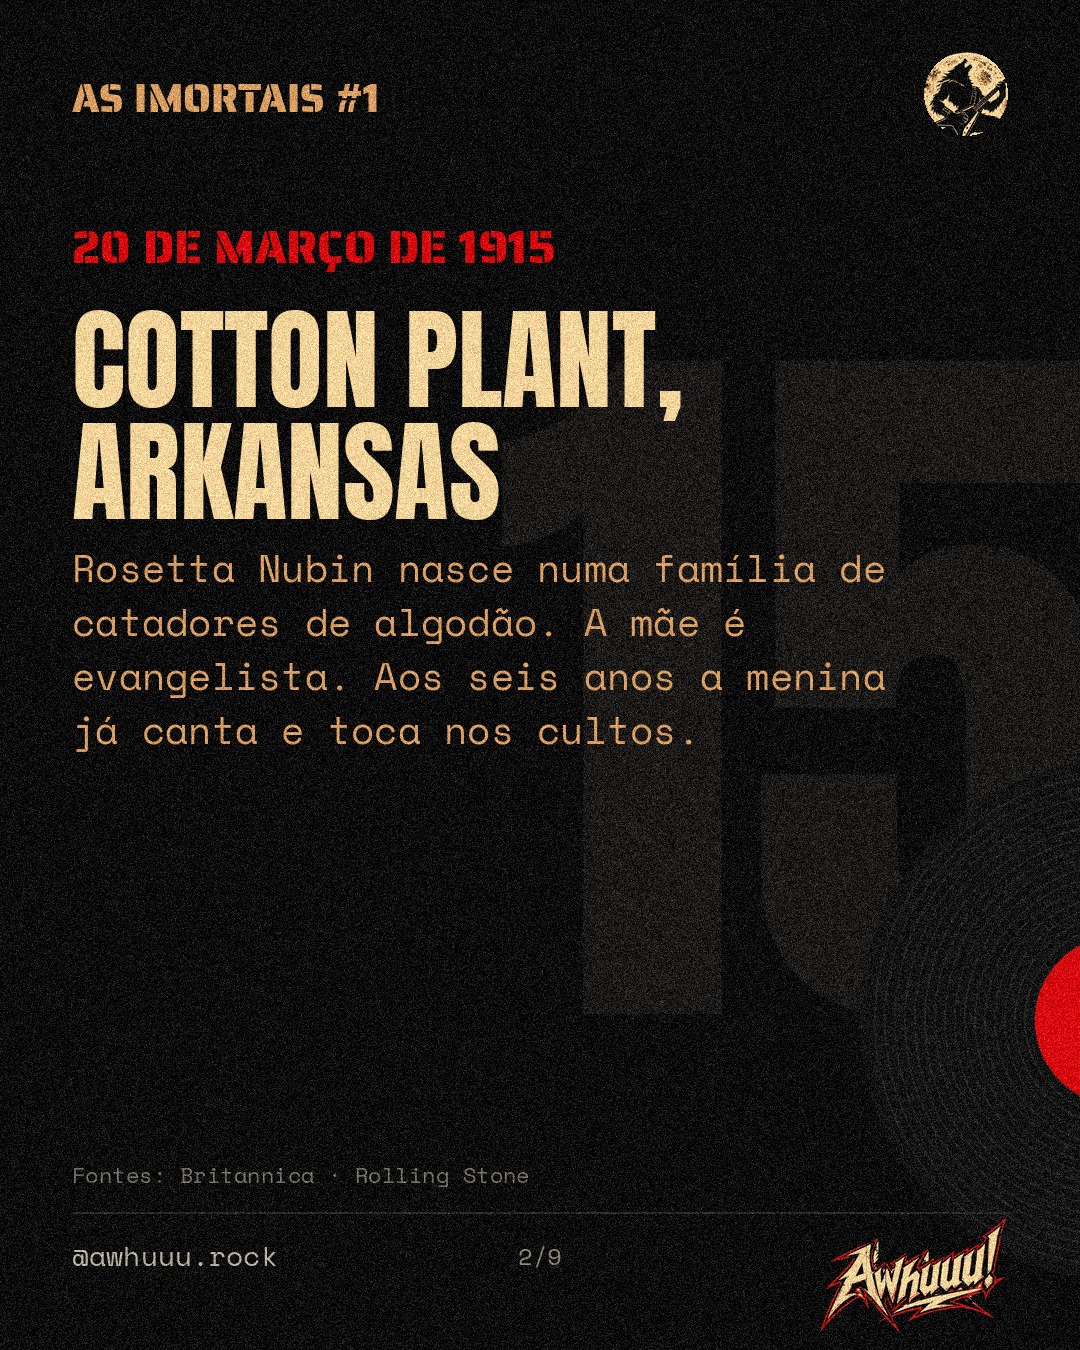 AS IMORTAIS #1
20 DE MARÇO DE 1915
COTTON PLANT,
ARKANSAS
Rosetta Nubin nasce numa família de
catadores de algodão. A mãe é
evangelista. Aos seis anos a menina
já canta e toca nos cultos.
15
Fontes: Britannica · Rolling Stone
@awhuuu.rock
2/9
Awhuuu!